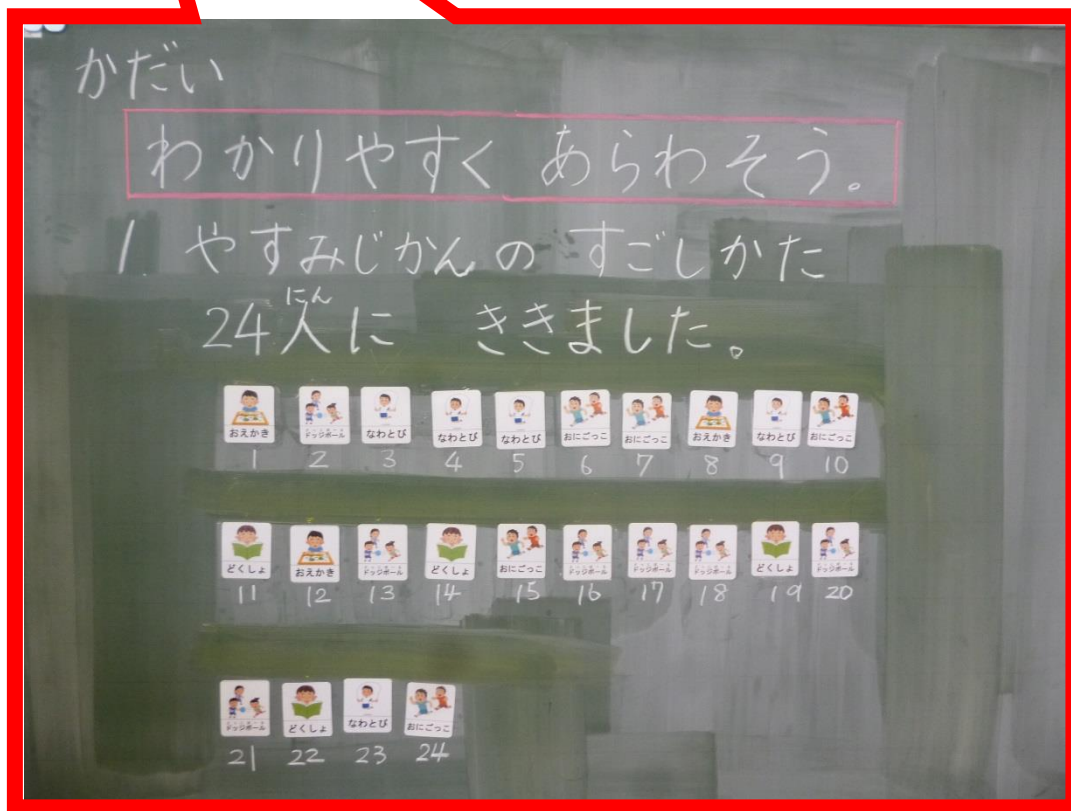 かだい
わかりやすく あらわそう。
1 やすみじかんの すごしかた
にん
24人に ききました。
おえかき ドッジボール なわとび なわとび なわとび おにごっこ おにごっこ おえかき なわとび おにごっこ
1 2 3 4 5 6 7 8 9 10
どくしょ おえかき ドッジボール どくしょ おにごっこ ドッジボール ドッジボール ドッジボール どくしょ ドッジボール
11 12 13 14 15 16 17 18 19 20
ドッジボール どくしょ なわとび おにごっこ
21 22 23 24